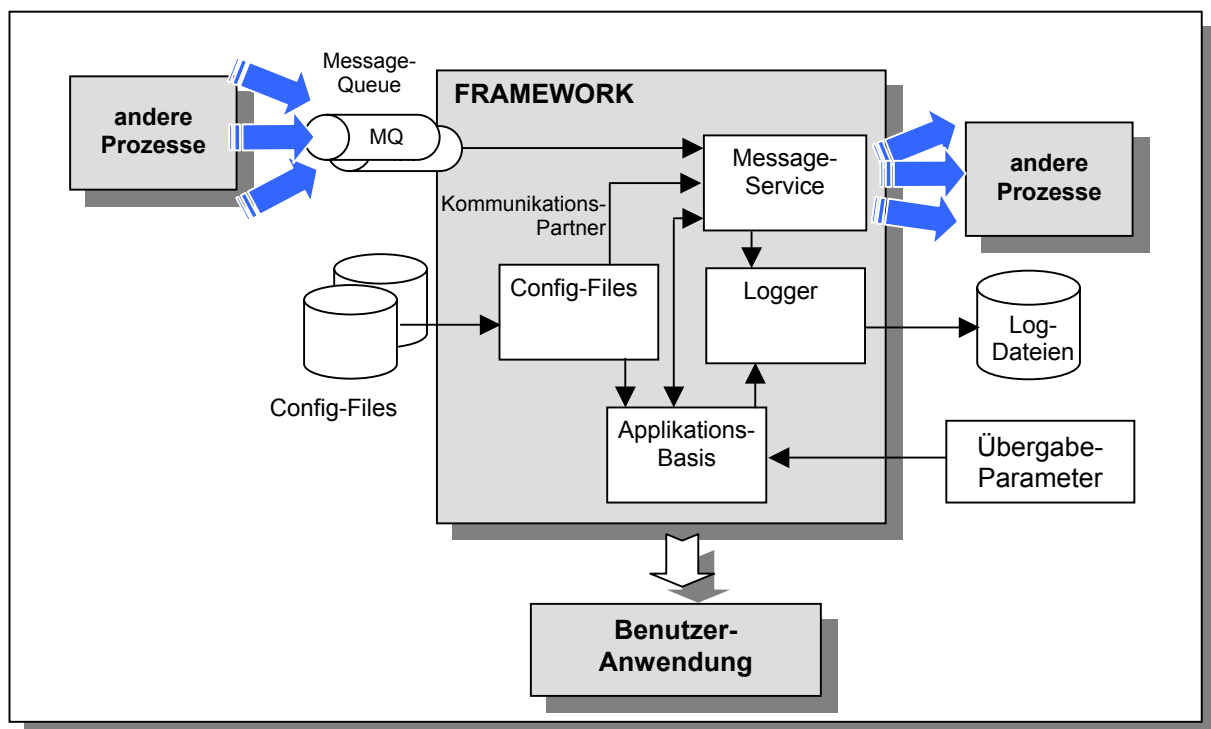 Message-
Queue
FRAMEWORK
andere
Prozesse
MQ
Message-
Service
andere
Prozesse
Kommunikations-
Partner
Config-Files
Logger
Log-
Dateien
Config-Files
Applikations-
Basis
Übergabe-
Parameter
Benutzer-
Anwendung